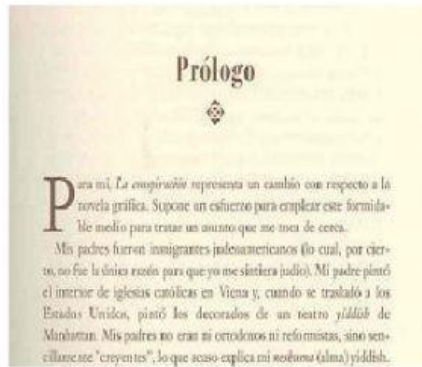 Prólogo
Para mí, La conspiración representa un cambio con respecto a la
novela gráfica. Supone un esfuerzo para emplear este formida-
ble medio para tratar un asunto que me toca de cerca.
Mis padres fueron inmigrantes judeoamericanos (lo cual, por cier-
to, no fue la única razón para que yo me sintiera judío). Mi padre pintó
el interior de iglesias católicas en Viena y, cuando se trasladó a los
Estados Unidos, pintó los decorados de un teatro yiddish de
Manhattan. Mis padres no eran ni ortodoxos ni reformistas, sino sen-
cillamente "creyentes", lo que acaso explica mi neshuma (alma) yiddish.